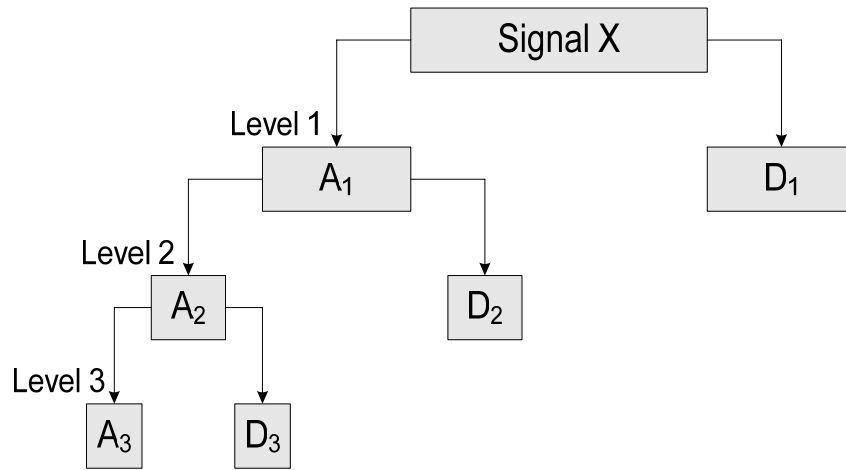 Signal X
Level 1
A₁
D₁
Level 2
A₂
D₂
Level 3
A₃
D₃